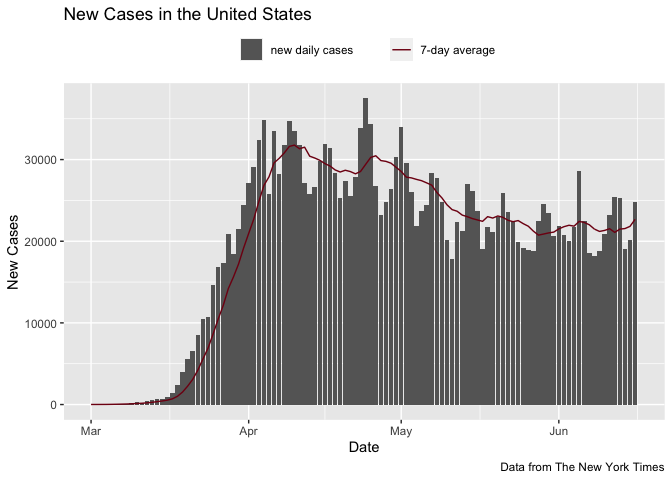 New Cases in the United States
new daily cases
7-day average
New Cases
30000
20000
10000
0
Mar
Apr
May
Jun
Date
Data from The New York Times